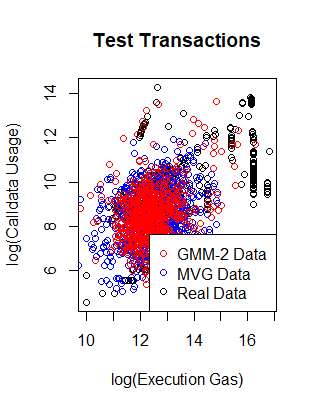 Test Transactions
log(Calldata Usage)
14
12
10
8
6
GMM-2 Data
MVG Data
Real Data
10 12 14 16
log(Execution Gas)